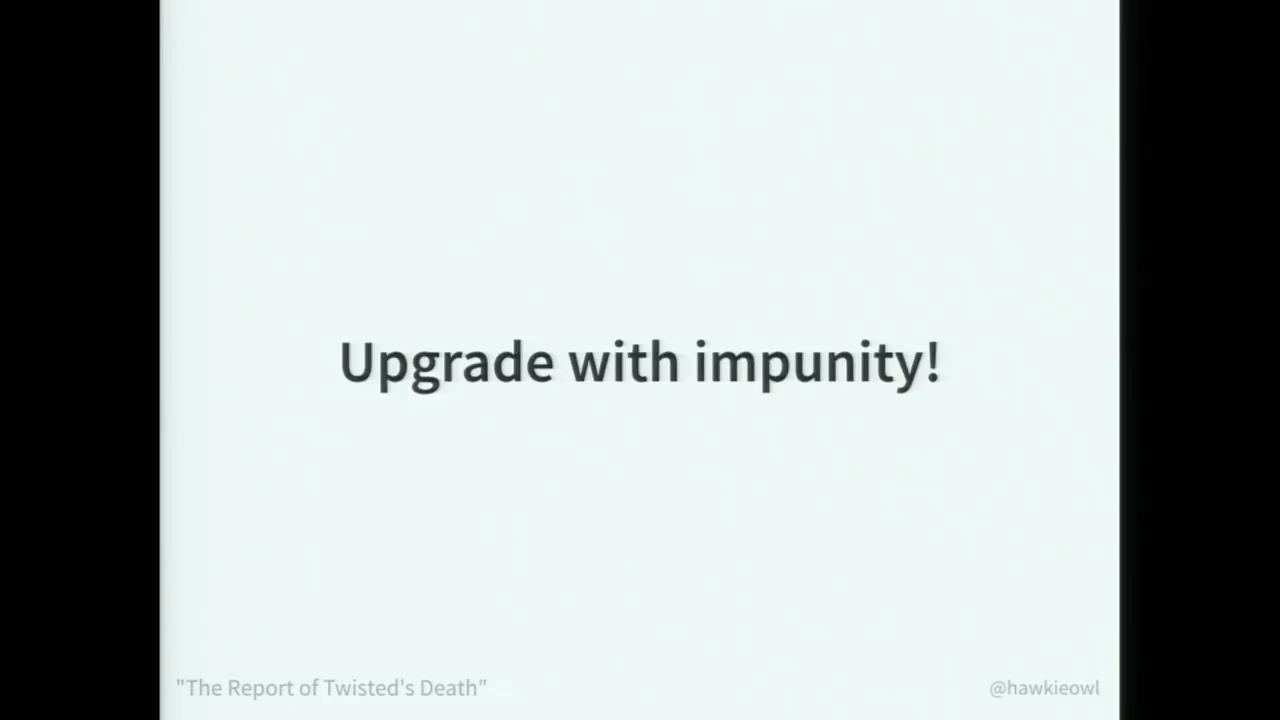 Upgrade with impunity!
"The Report of Twisted's Death"
@hawkieowl